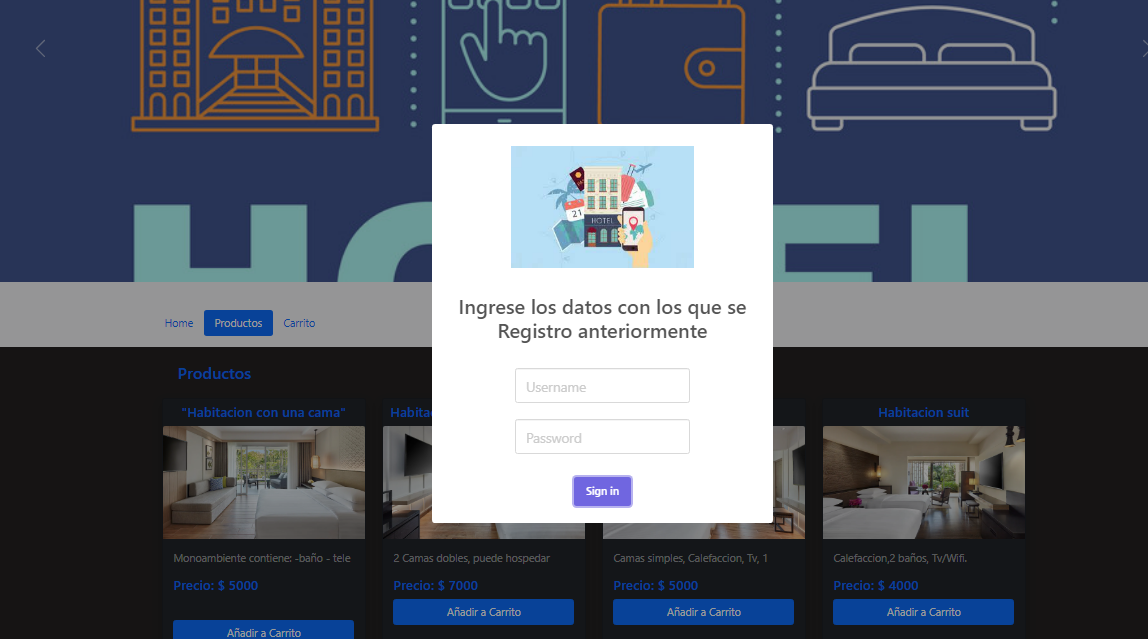 HOTEL
21
HOTEL
Ingrese los datos con los que se
Registro anteriormente
Username
Password
Sign in
Home
Productos
Carrito
Productos
"Habitacion con una cama"
Monoambiente contiene: -baño - tele
Precio: $ 5000
Añadir a Carrito
2 Camas dobles, puede hospedar
Precio: $ 7000
Añadir a Carrito
Camas simples, Calefaccion, Tv, 1
Precio: $ 5000
Añadir a Carrito
Habitacion suit
Calefaccion,2 baños, Tv/Wifi.
Precio: $ 4000
Añadir a Carrito